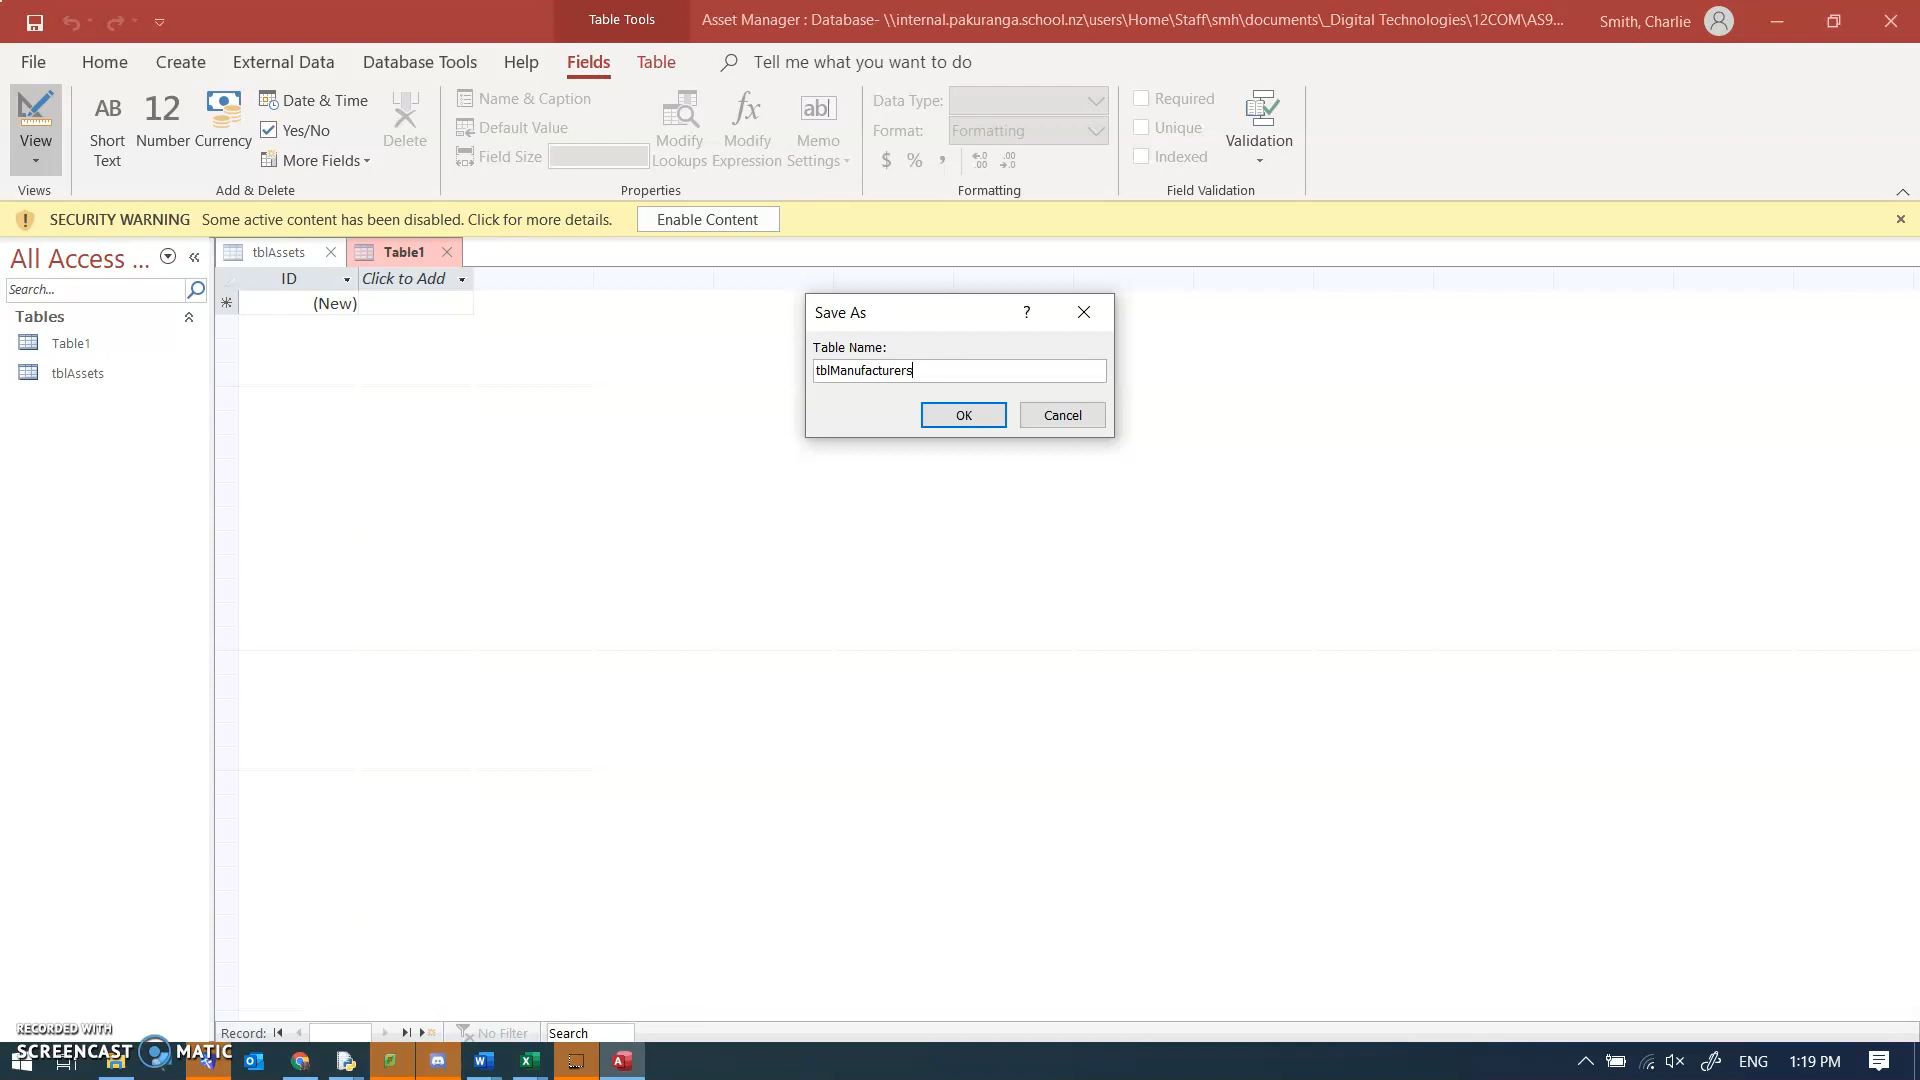 Table Tools
Asset Manager : Database- \\internal.pakuranga.school.nz\users\Home\Staff\smh\documents\_Digital Technologies\12COM\AS9...
Smith, Charlie
File Home Create External Data Database Tools Help Fields Table Tell me what you want to do
View
Views
AB Short Text
12 Number
Currency
Date & Time
Yes/No
More Fields
Delete
Add & Delete
Name & Caption
Default Value
Field Size
Modify Lookups
fx Modify Expression
ab| Memo Settings
Properties
Data Type:
Format: Formatting
$ % , ←.0 .00 .00 →.0
Formatting
Required
Unique
Indexed
Validation
Field Validation
SECURITY WARNING Some active content has been disabled. Click for more details. Enable Content
All Access ...
Search...
Tables
Table1
tblAssets
tblAssets Table1
ID Click to Add
(New)
Save As ?
Table Name:
tblManufacturers
OK Cancel
Record: No Filter Search
RECORDED WITH
SCREENCAST MATIC
ENG 1:19 PM